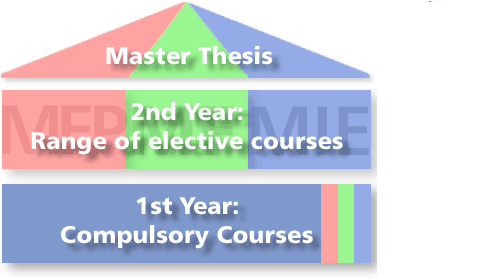 Master Thesis
2nd Year:
Range of elective courses
1st Year:
Compulsory Courses